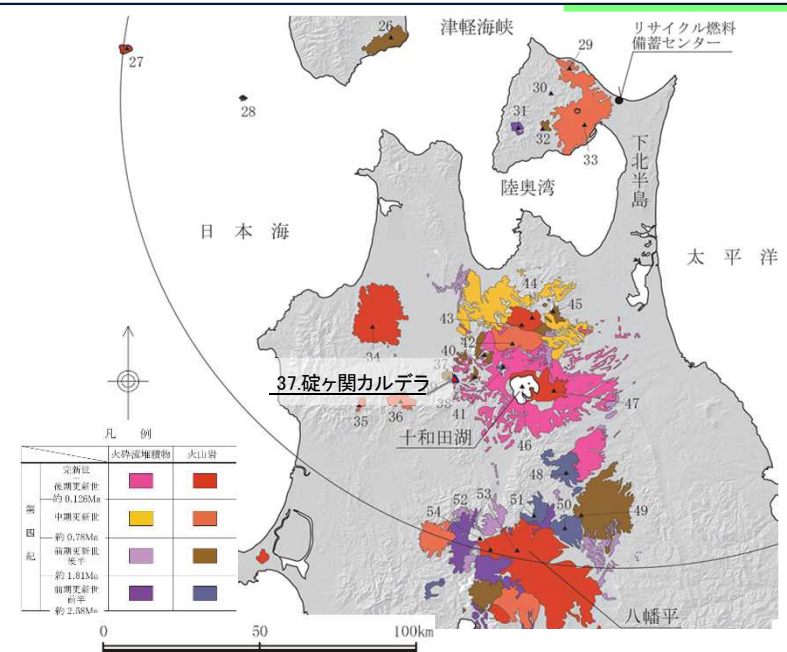 津軽海峡
リサイクル燃料
備蓄センター
26
27
28
29
30
31
32
33
下北半島
陸奥湾
日本海
太平洋
44
45
43
42
40
37
34
37.碇ヶ関カルデラ
38
41
35
36
47
46
十和田湖
凡 例
火砕流堆積物
火山岩
第四紀
完新世
～
後期更新世
約 0.126Ma
中期更新世
約 0.78Ma
前期更新世
後半
約 1.81Ma
前期更新世
前半
約 2.58Ma
48
49
50
51
52
53
54
八幡平
0
50
100km